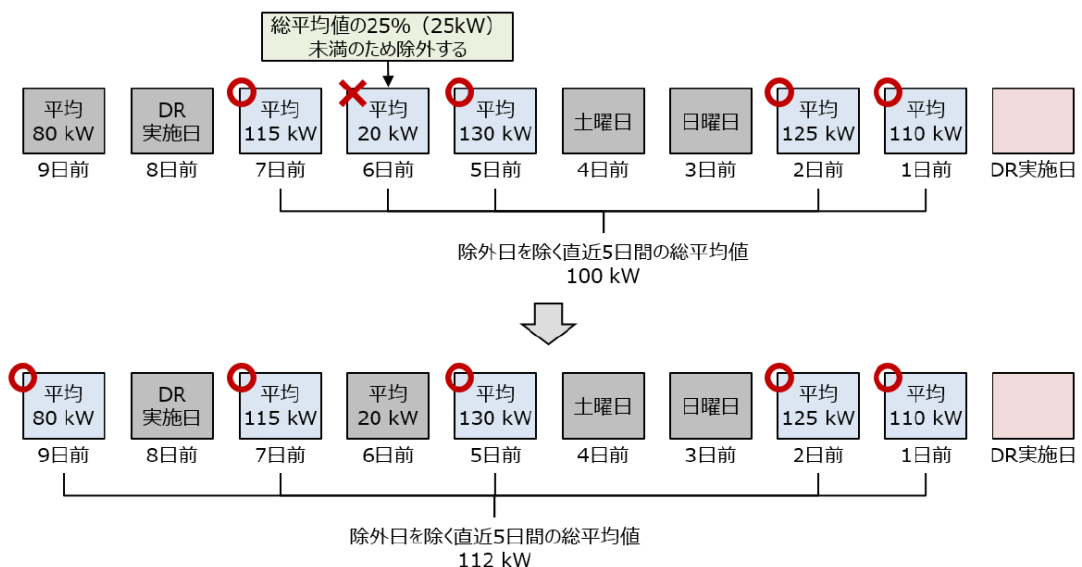 総平均値の25%（25kW）
未満のため除外する
平均
80 kW
DR
実施日
平均
115 kW
平均
20 kW
平均
130 kW
土曜日
日曜日
平均
125 kW
平均
110 kW
9日前
8日前
7日前
6日前
5日前
4日前
3日前
2日前
1日前
DR実施日
除外日を除く直近5日間の総平均値
100 kW
平均
80 kW
DR
実施日
平均
115 kW
平均
20 kW
平均
130 kW
土曜日
日曜日
平均
125 kW
平均
110 kW
9日前
8日前
7日前
6日前
5日前
4日前
3日前
2日前
1日前
DR実施日
除外日を除く直近5日間の総平均値
112 kW